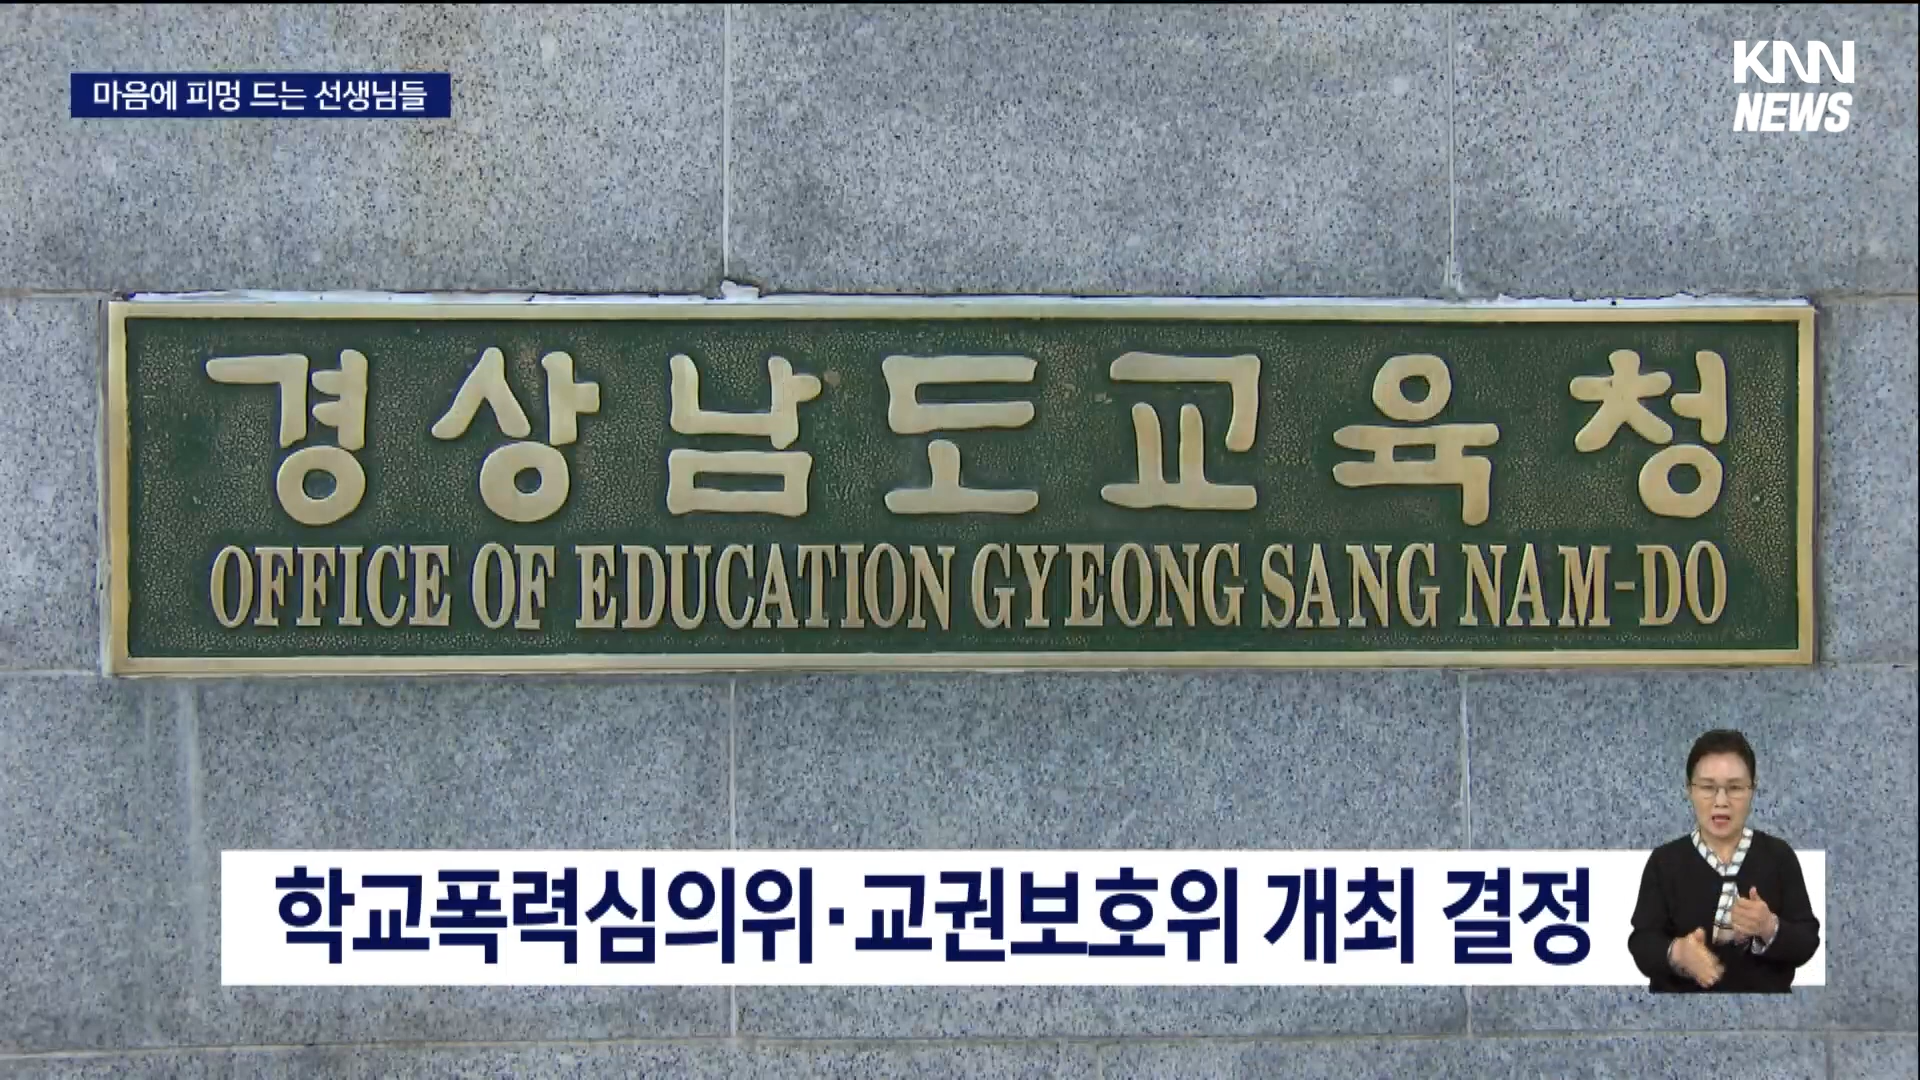 마음에 피멍 드는 선생님들
KNN
NEWS
경상남도교육청
OFFICE OF EDUCATION GYEONG SANG NAM-DO
학교폭력심의위·교권보호위 개최 결정